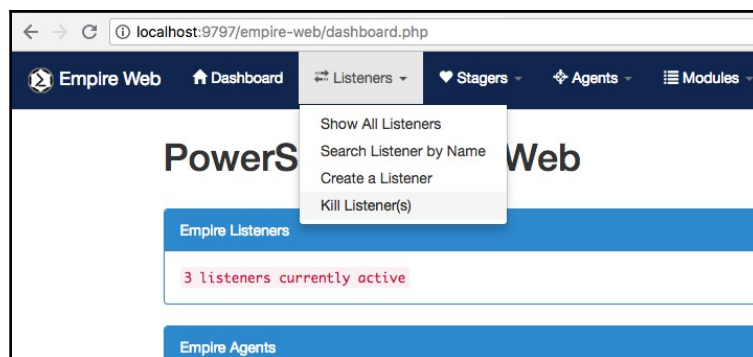 localhost:9797/empire-web/dashboard.php
Empire Web Dashboard Listeners Stagers Agents Modules
Show All Listeners
Search Listener by Name
Create a Listener
Kill Listener(s)
PowerS Web
Empire Listeners
3 listeners currently active
Empire Agents